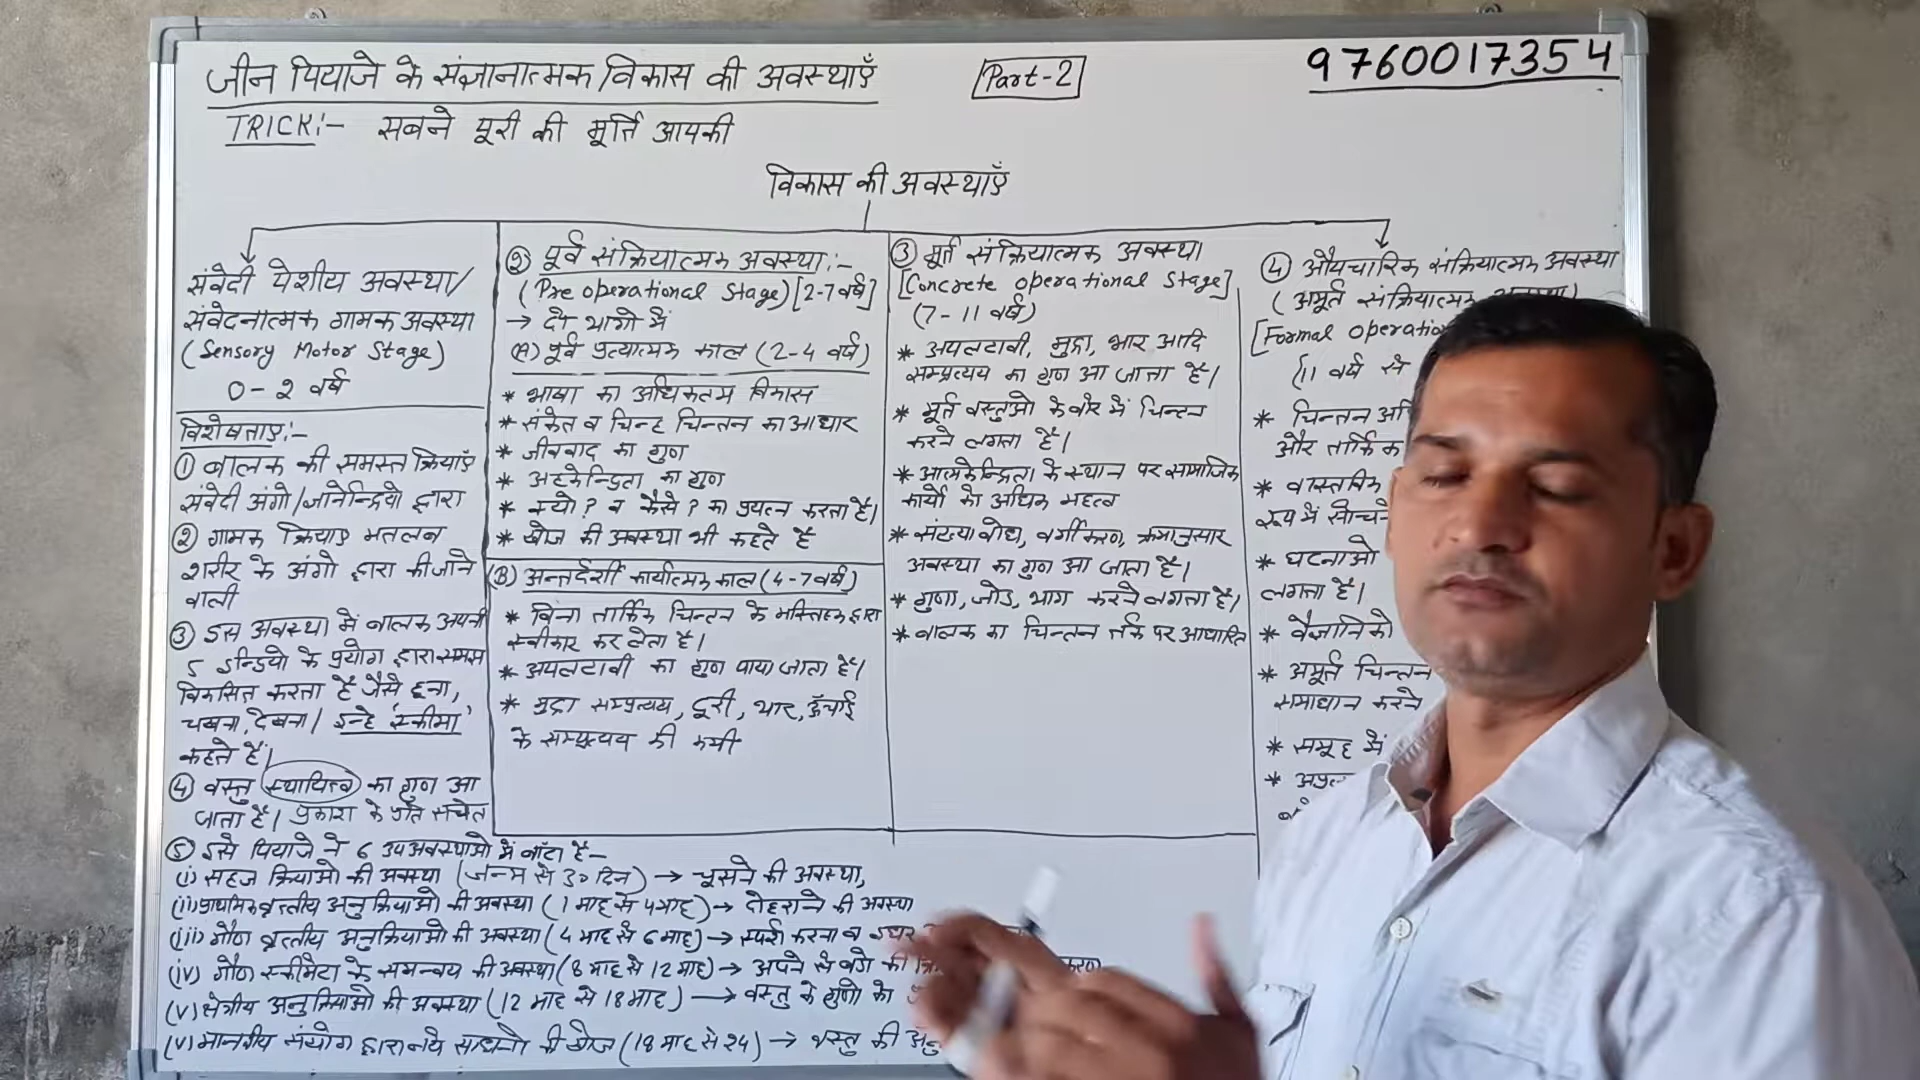 जीन पियाजे के संज्ञानात्मक विकास की अवस्थाएँ
[Part-2]
9760017354
TRICK:- सबने पूरी की मूर्ति आपकी
विकास की अवस्थाएँ
संवेदी पेशीय अवस्था/
संवेदनात्मक गामक अवस्था
(Sensory Motor Stage)
0-2 वर्ष
विशेषताएं:-
① बालक की समस्त क्रियाएँ
संवेदी अंगो/ज्ञानेन्द्रियो द्वारा
② गामक क्रियाए मतलब
शरीर के अंगो द्वारा की जाने
वाली
③ इस अवस्था में बालक अपनी
5 इन्द्रियो के प्रयोग द्वारा समझ
विकसित करता है जैसे छूना,
चखना, देखना/ इन्हे 'स्कीमा'
कहते हैं|
④ वस्तु स्थायित्व का गुण आ
जाता है| प्रकाश के प्रति सचेत
② पूर्व संक्रियात्मक अवस्था:-
(Pre operational Stage) [2-7 वर्ष]
→ दो भागो में
(A) पूर्व प्रत्यात्मक काल (2-4 वर्ष)
* भाषा का अधिकतम विकास
* संकेत व चिन्ह चिन्तन का आधार
* जीववाद का गुण
* अहकेन्द्रिता का गुण
* क्यो? व कैसे? का प्रयत्न करता है|
* खोज की अवस्था भी कहते है
(B) अन्तर्दर्शी कार्यात्मक काल (4-7 वर्ष)
* बिना तार्किक चिन्तन के मस्तिष्क द्वारा
स्वीकार कर लेता है|
* अपलटावी का गुण पाया जाता है|
* मुद्रा सम्प्रत्यय, दूरी, भार, ऊँचाई
के सम्प्रत्यय की कमी
③ मूर्त संक्रियात्मक अवस्था
[Concrete operational Stage]
(7-11 वर्ष)
* अपलटावी, मुद्रा, भार आदि
सम्प्रत्यय का गुण आ जाता है|
* मूर्त वस्तुओ के बारे में चिन्तन
करने लगता है|
* आत्मकेन्द्रिता के स्थान पर सामाजिक
कार्यो को अधिक महत्व
* संख्या बोध, वर्गीकरण, क्रमानुसार
अवस्था का गुण आ जाता है|
* गुणा, जोड, भाग करने लगता है|
* बालक का चिन्तन तर्क पर आधारित
④ औपचारिक संक्रियात्मक अवस्था
(अमूर्त संक्रियात्मक अवस्था)
[Formal
(11 वर्ष से
* चिन्तन
और तार्किक
* वास्तविक
रूप में सोचने
* घटनाओ
लगता है|
*
* अमूर्त चिन्तन
समाधान करने
* समूह में
*
⑤ इसे पियाजे ने 6 उपअवस्थाओ में बाँटा है-
(i) सहज क्रियाओ की अवस्था (जन्म से 30 दिन) → चूसने की अवस्था,
(ii) प्राथमिक वृत्तीय अनुक्रियाओ की अवस्था (1 माह से 4 माह) → दोहराने की अवस्था
(iii) गौण वृत्तीय अनुक्रियाओ की अवस्था (4 माह से 6 माह) → स्पर्श करना व इधर
(iv) गौण स्कीमेटा के समन्वय की अवस्था (8 माह से 12 माह) → अपने से बडो की
(v) क्षेत्रीय अनुक्रियाओ की अवस्था (12 माह से 18 माह) → वस्तु के गुणो को
(v) मानसिक संयोग द्वारा नये साधनो की खोज (18 माह से 24) → वस्तु की